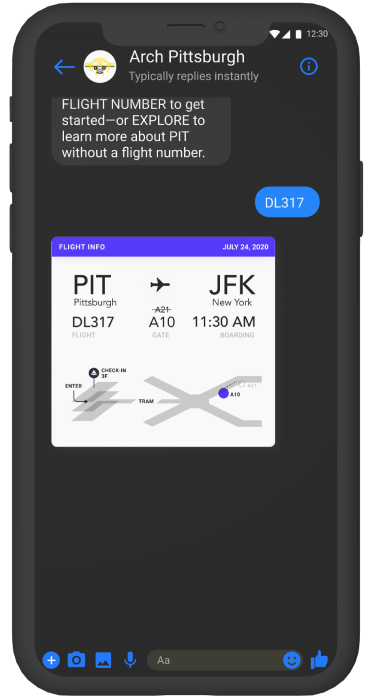 12:30
Arch Pittsburgh
Typically replies instantly
FLIGHT NUMBER to get
started—or EXPLORE to
learn more about PIT
without a flight number.
DL317
FLIGHT INFO JULY 24, 2020
PIT JFK
Pittsburgh New York
A21
DL317 A10 11:30 AM
FLIGHT GATE BOARDING
CHECK-IN
3F
ENTER
A21
A10
TRAM
Aa